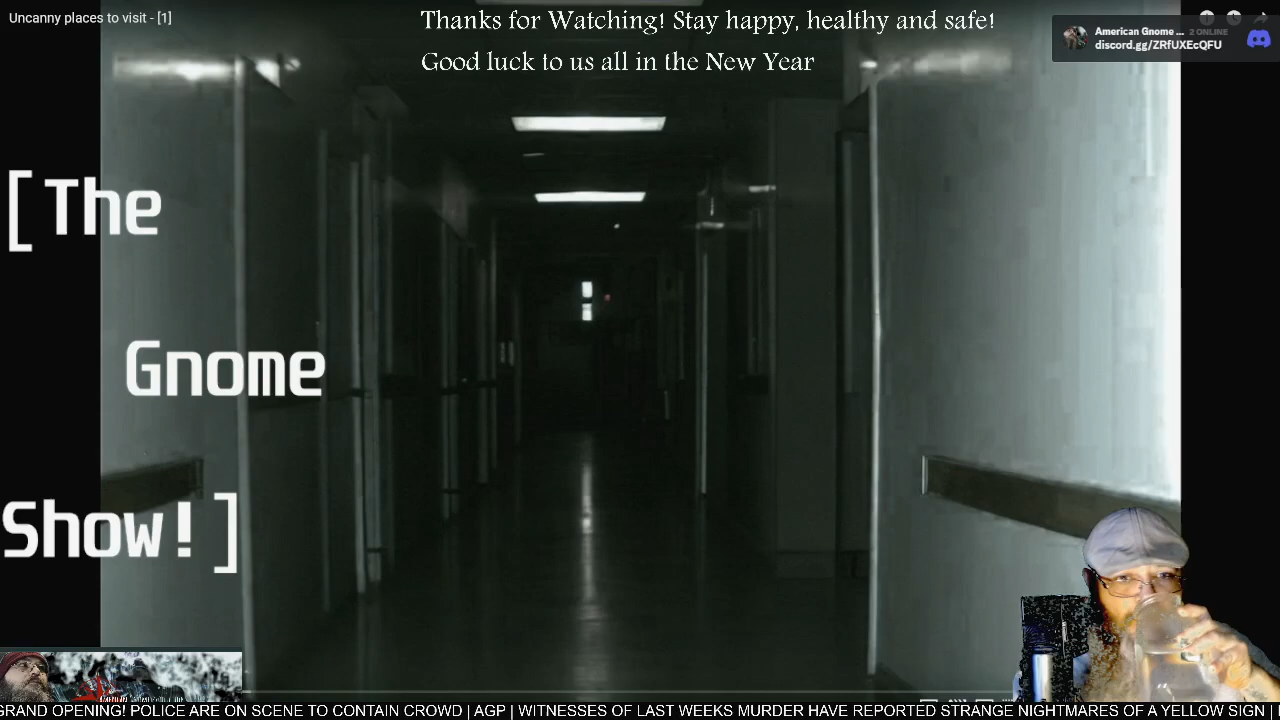 Uncanny places to visit - [1]
Thanks for Watching! Stay happy, healthy and safe!
Good luck to us all in the New Year
American Gnome ... 2 ONLINE
discord.gg/ZRfUXEcQFU
[The
Gnome
Show!]
GRAND OPENING! POLICE ARE ON SCENE TO CONTAIN CROWD | AGP | WITNESSES OF LAST WEEKS MURDER HAVE REPORTED STRANGE NIGHTMARES OF A YELLOW SIGN |